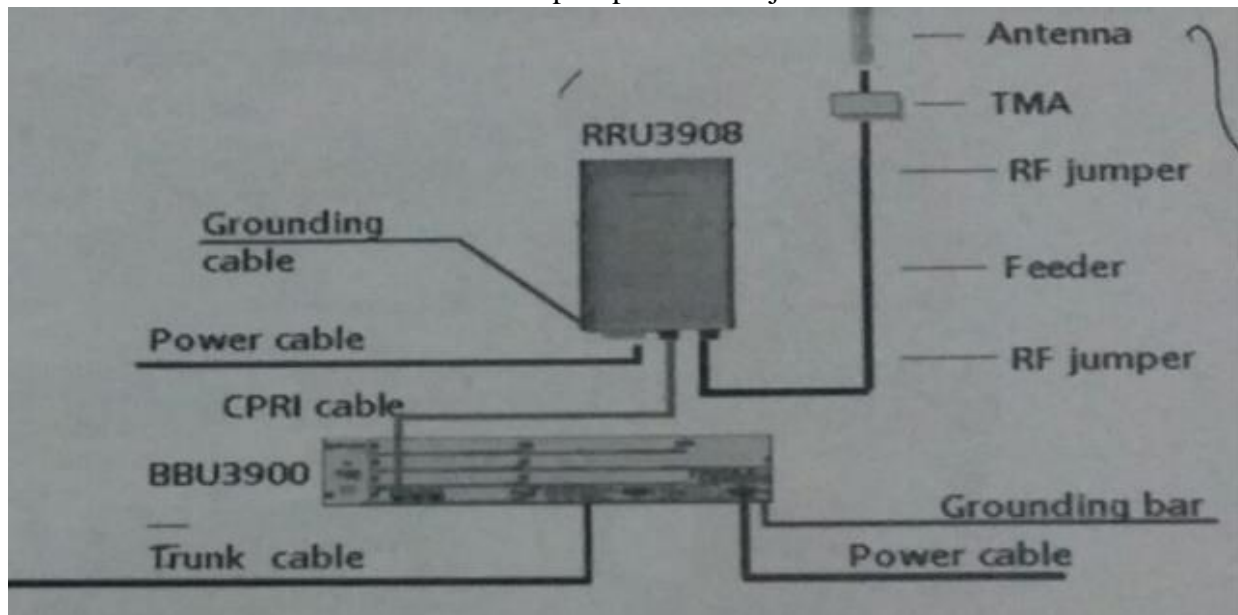 Antenna
TMA
RRU3908
RF jumper
Grounding
cable
Feeder
Power cable
RF jumper
CPRI cable
BBU3900
Grounding bar
Trunk cable
Power cable